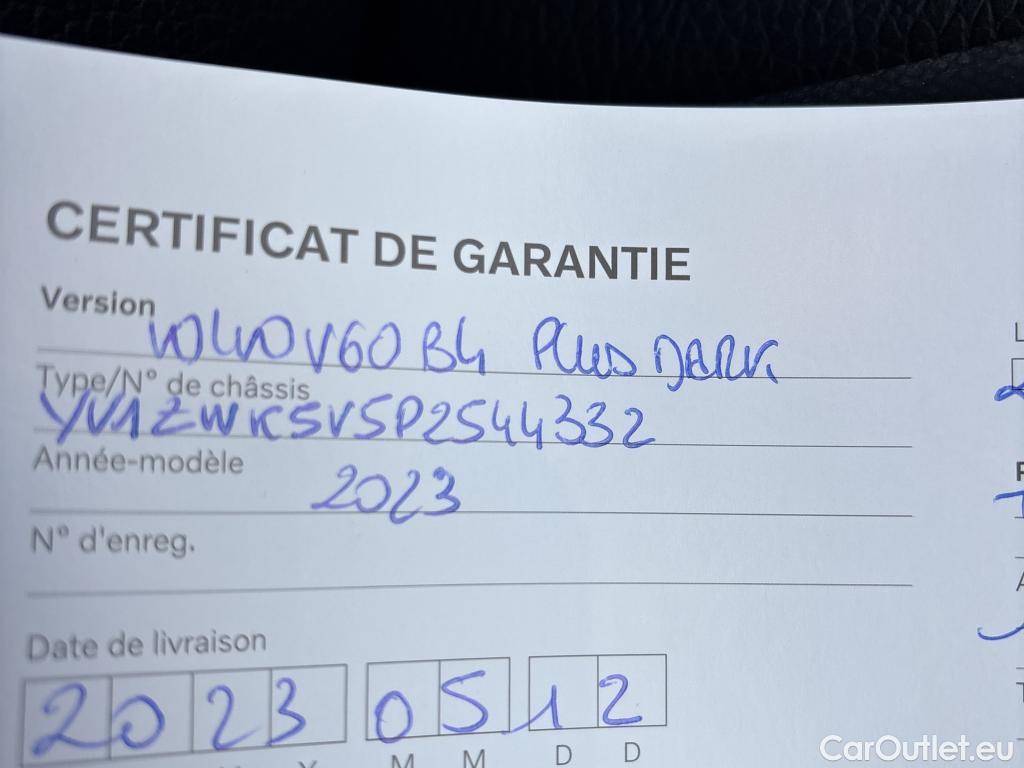 CERTIFICAT DE GARANTIE
Version
VOLVO V60 B4 PLUS DARK
Type/N° de châssis
YV1ZWK5V5P2544332
Année-modèle
2023
N° d'enreg.
Date de livraison
2023 05 12
M M D D
CarOutlet.eu